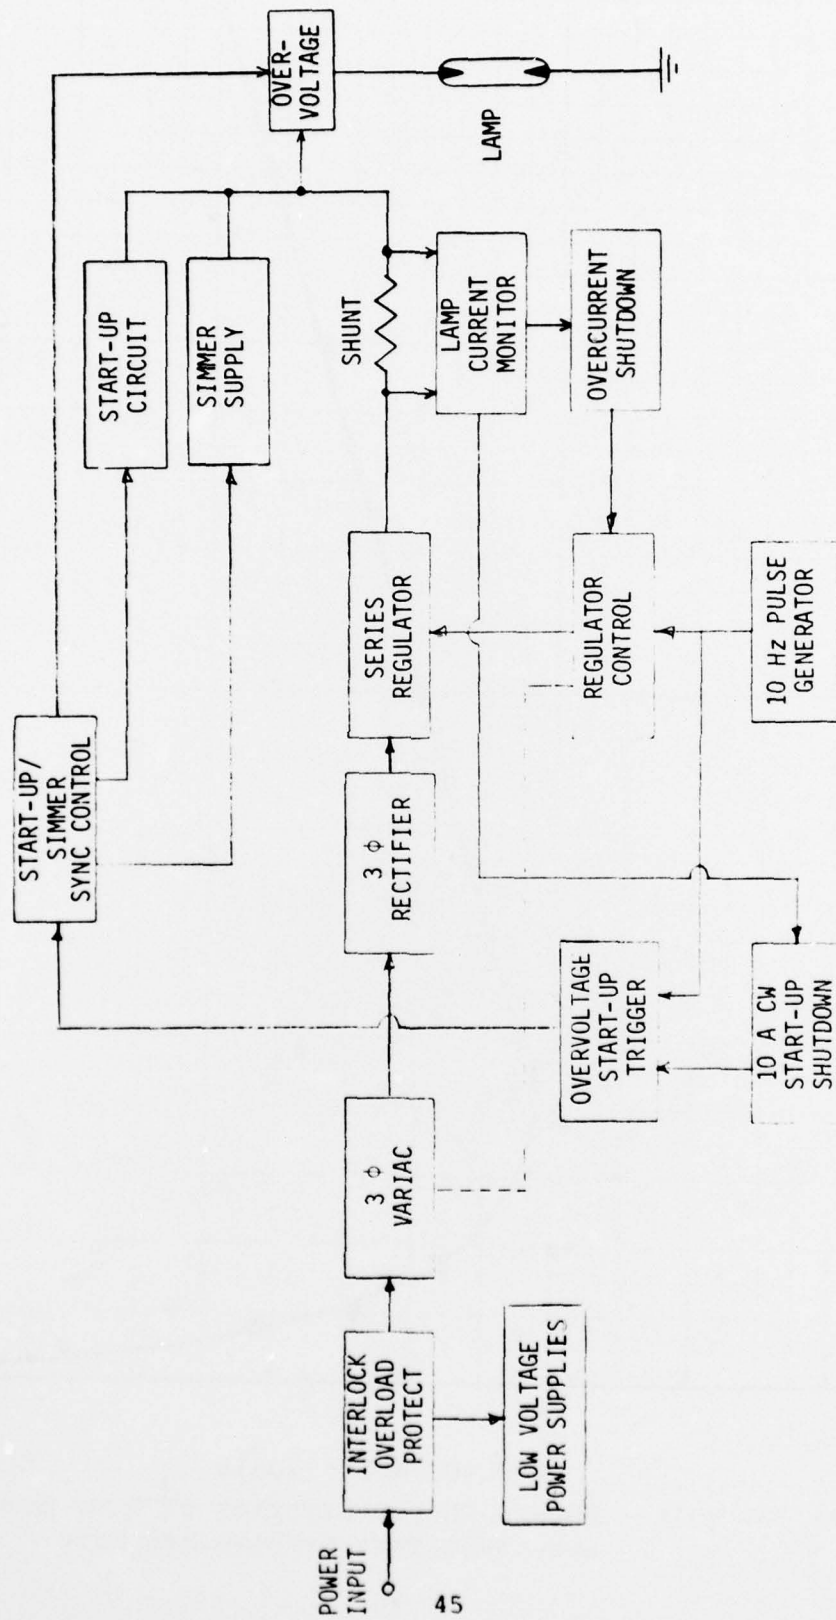 START-UP/
SIMMER
SYNC CONTROL
START-UP
CIRCUIT
SIMMER
SUPPLY
OVER-
VOLTAGE
LAMP
POWER
INPUT
INTERLOCK
OVERLOAD
PROTECT
3 ϕ
VARIAC
3 ϕ
RECTIFIER
SERIES
REGULATOR
SHUNT
LAMP
CURRENT
MONITOR
LOW VOLTAGE
POWER SUPPLIES
OVERVOLTAGE
START-UP
TRIGGER
REGULATOR
CONTROL
OVERCURRENT
SHUTDOWN
10 A CW
START-UP
SHUTDOWN
10 Hz PULSE
GENERATOR
45